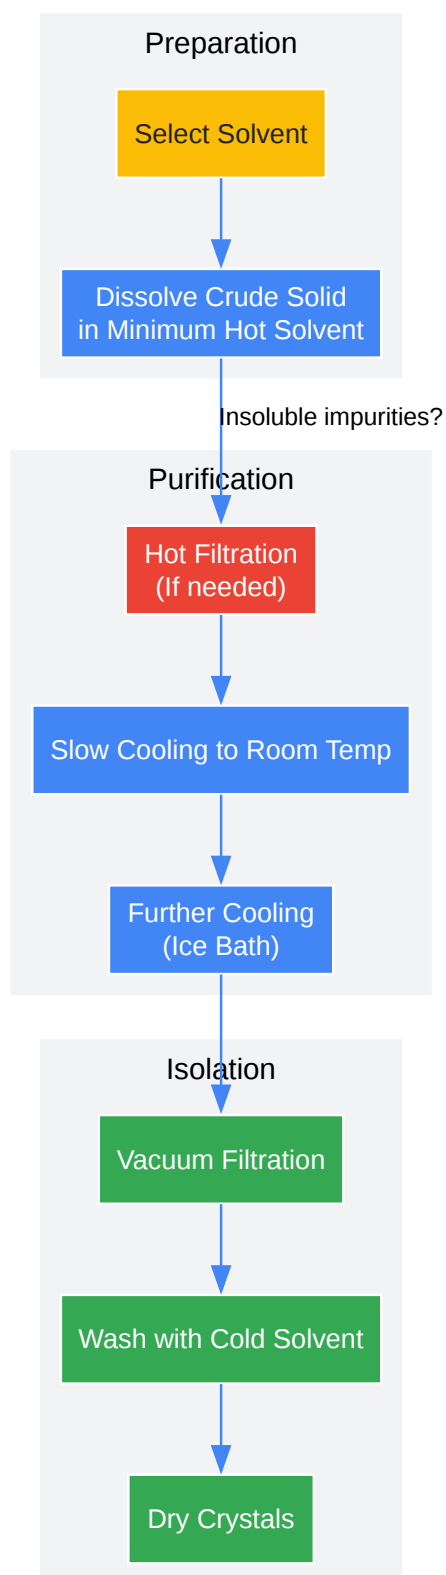 Preparation
Select Solvent
Dissolve Crude Solid
in Minimum Hot Solvent
Insoluble impurities?
Purification
Hot Filtration
(If needed)
Slow Cooling to Room Temp
Further Cooling
(Ice Bath)
Isolation
Vacuum Filtration
Wash with Cold Solvent
Dry Crystals